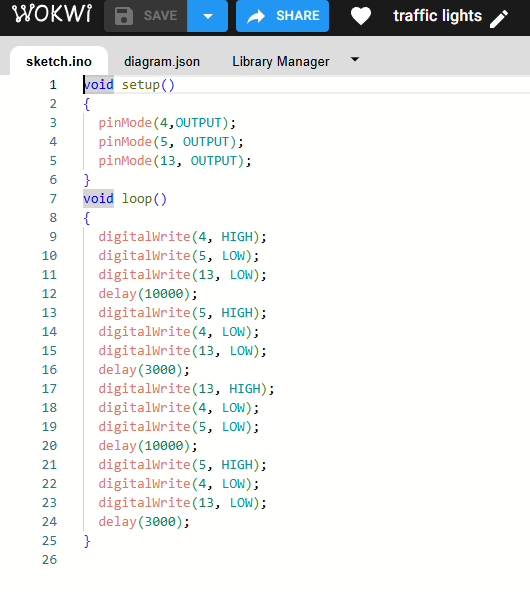 WOKWI SAVE SHARE traffic lights
sketch.ino diagram.json Library Manager
1 void setup()
2 {
3 pinMode(4,OUTPUT);
4 pinMode(5, OUTPUT);
5 pinMode(13, OUTPUT);
6 }
7 void loop()
8 {
9 digitalWrite(4, HIGH);
10 digitalWrite(5, LOW);
11 digitalWrite(13, LOW);
12 delay(10000);
13 digitalWrite(5, HIGH);
14 digitalWrite(4, LOW);
15 digitalWrite(13, LOW);
16 delay(3000);
17 digitalWrite(13, HIGH);
18 digitalWrite(4, LOW);
19 digitalWrite(5, LOW);
20 delay(10000);
21 digitalWrite(5, HIGH);
22 digitalWrite(4, LOW);
23 digitalWrite(13, LOW);
24 delay(3000);
25 }
26